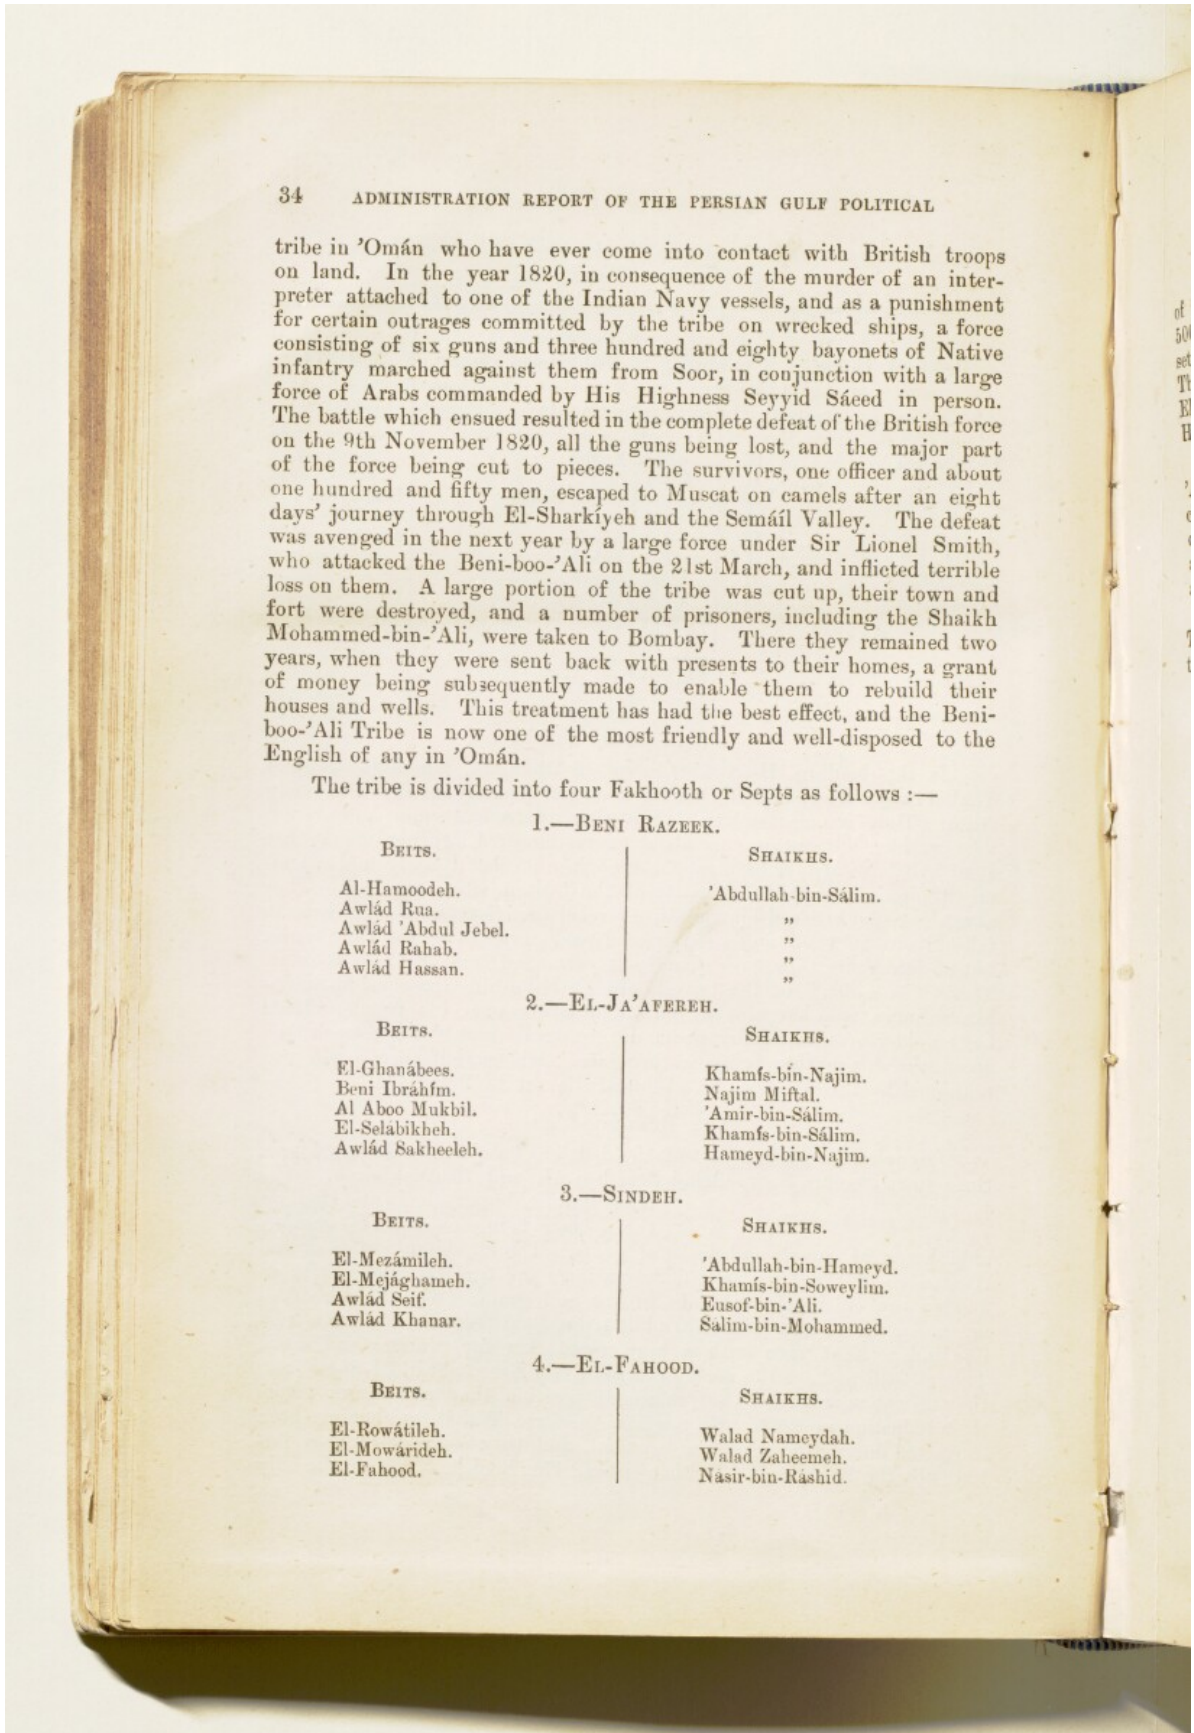 34 ADMINISTRATION REPORT OF THE PERSIAN GULF POLITICAL
tribe in ’Omán who have ever come into contact with British troops
on land. In the year 1820, in consequence of the murder of an inter-
preter attached to one of the Indian Navy vessels, and as a punishment
for certain outrages committed by the tribe on wrecked ships, a force
consisting of six guns and three hundred and eighty bayonets of Native
infantry marched against them from Soor, in conjunction with a large
force of Arabs commanded by His Highness Seyyid Sáeed in person.
The battle which ensued resulted in the complete defeat of the British force
on the 9th November 1820, all the guns being lost, and the major part
of the force being cut to pieces. The survivors, one officer and about
one hundred and fifty men, escaped to Muscat on camels after an eight
days’ journey through El-Sharkíyeh and the Semáíl Valley. The defeat
was avenged in the next year by a large force under Sir Lionel Smith,
who attacked the Beni-boo-’Ali on the 21st March, and inflicted terrible
loss on them. A large portion of the tribe was cut up, their town and
fort were destroyed, and a number of prisoners, including the Shaikh
Mohammed-bin-’Ali, were taken to Bombay. There they remained two
years, when they were sent back with presents to their homes, a grant
of money being subsequently made to enable them to rebuild their
houses and wells. This treatment has had the best effect, and the Beni-
boo-’Ali Tribe is now one of the most friendly and well-disposed to the
English of any in ’Omán.
The tribe is divided into four Fakhooth or Septs as follows :—
1.—BENI RAZEEK.
BEITS. SHAIKHS.
Al-Hamoodeh. ’Abdullah-bin-Sálim.
Awlád Rua. ”
Awlád ’Abdul Jebel. ”
Awlád Rahab. ”
Awlád Hassan. ”
2.—EL-JA’AFEREH.
BEITS. SHAIKHS.
El-Ghanábees. Khamís-bin-Najim.
Beni Ibráhím. Najim Miftal.
Al Aboo Mukbil. ’Amir-bin-Sálim.
El-Selábikheh. Khamís-bin-Sálim.
Awlád Sakheeleh. Hameyd-bin-Najim.
3.—SINDEH.
BEITS. SHAIKHS.
El-Mezámileh. ’Abdullah-bin-Hameyd.
El-Mejághameh. Khamís-bin-Soweylim.
Awlád Seif. Eusof-bin-’Ali.
Awlád Khanar. Sálim-bin-Mohammed.
4.—EL-FAHOOD.
BEITS. SHAIKHS.
El-Rowátileh. Walad Nameydah.
El-Mowárideh. Walad Zaheemeh.
El-Fahood. Násir-bin-Ráshid.